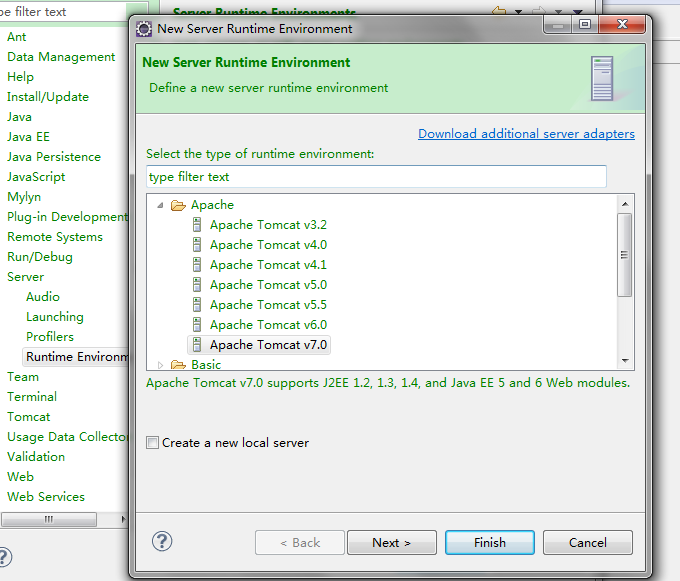 pe filter text
Server Runtime Environments
Ant
Data Management
Help
Install/Update
Java
Java EE
Java Persistence
JavaScript
Mylyn
Plug-in Development
Remote Systems
Run/Debug
Server
Audio
Launching
Profilers
Runtime Environm
Team
Terminal
Tomcat
Usage Data Collecto
Validation
Web
Web Services
New Server Runtime Environment
New Server Runtime Environment
Define a new server runtime environment
Download additional server adapters
Select the type of runtime environment:
type filter text
Apache
Apache Tomcat v3.2
Apache Tomcat v4.0
Apache Tomcat v4.1
Apache Tomcat v5.0
Apache Tomcat v5.5
Apache Tomcat v6.0
Apache Tomcat v7.0
Basic
Apache Tomcat v7.0 supports J2EE 1.2, 1.3, 1.4, and Java EE 5 and 6 Web modules.
Create a new local server
< Back
Next >
Finish
Cancel